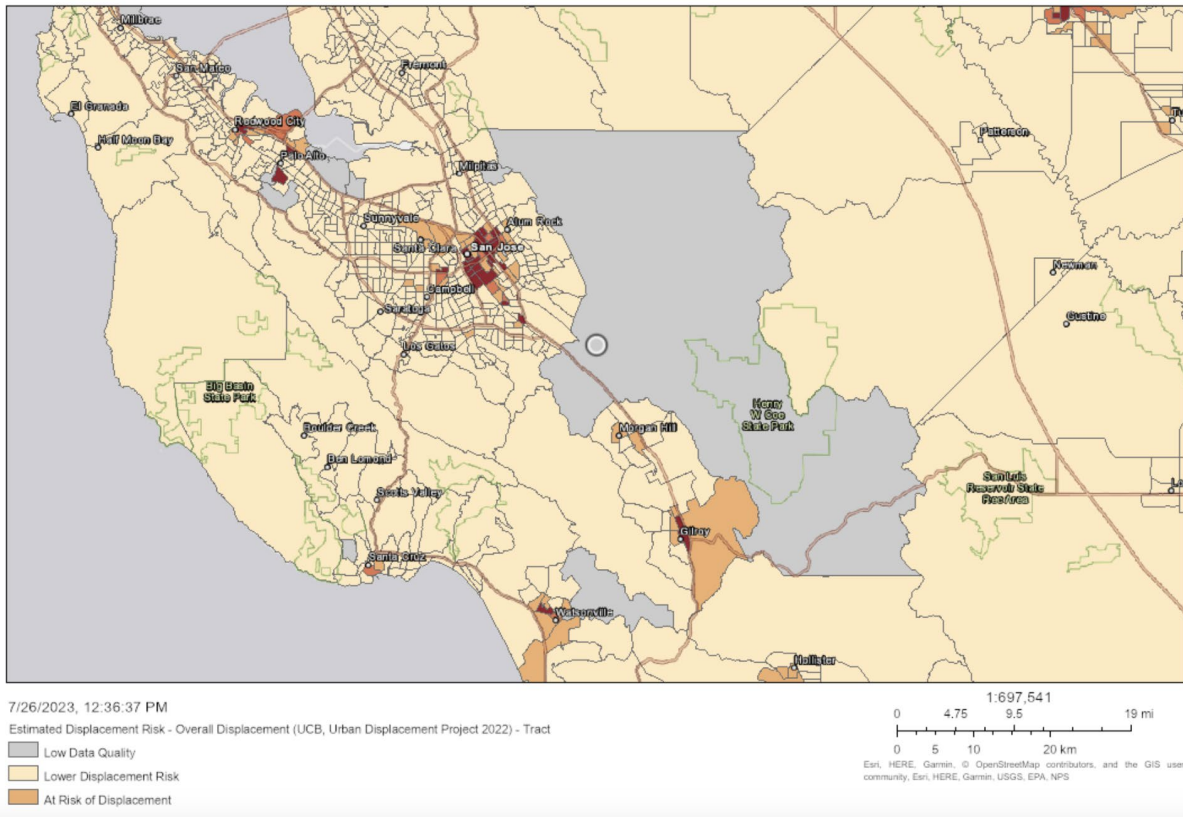 Millbrae
San Mateo
Fremont
El Granada
Redwood City
Half Moon Bay
Palo Alto
Milpitas
Patterson
Sunnyvale
Alum Rock
Santa Clara
San Jose
Newman
Campbell
Saratoga
Gustine
Los Gatos
Big Basin
State Park
Henry
W Coe
State Park
Boulder Creek
Morgan Hill
Ben Lomond
San Luis
Reservoir State
Rec Area
Scotts Valley
Gilroy
Santa Cruz
Watsonville
Hollister
7/26/2023, 12:36:37 PM
Estimated Displacement Risk - Overall Displacement (UCB, Urban Displacement Project 2022) - Tract
Low Data Quality
Lower Displacement Risk
At Risk of Displacement
1:697,541
0 4.75 9.5 19 mi
0 5 10 20 km
Esri, HERE, Garmin, © OpenStreetMap contributors, and the GIS user
community, Esri, HERE, Garmin, USGS, EPA, NPS